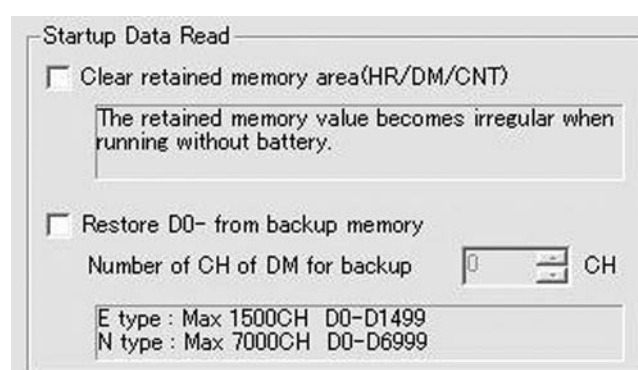 Startup Data Read
Clear retained memory area(HR/DM/CNT)
The retained memory value becomes irregular when
running without battery.
Restore D0- from backup memory
Number of CH of DM for backup 0 CH
E type : Max 1500CH D0-D1499
N type : Max 7000CH D0-D6999